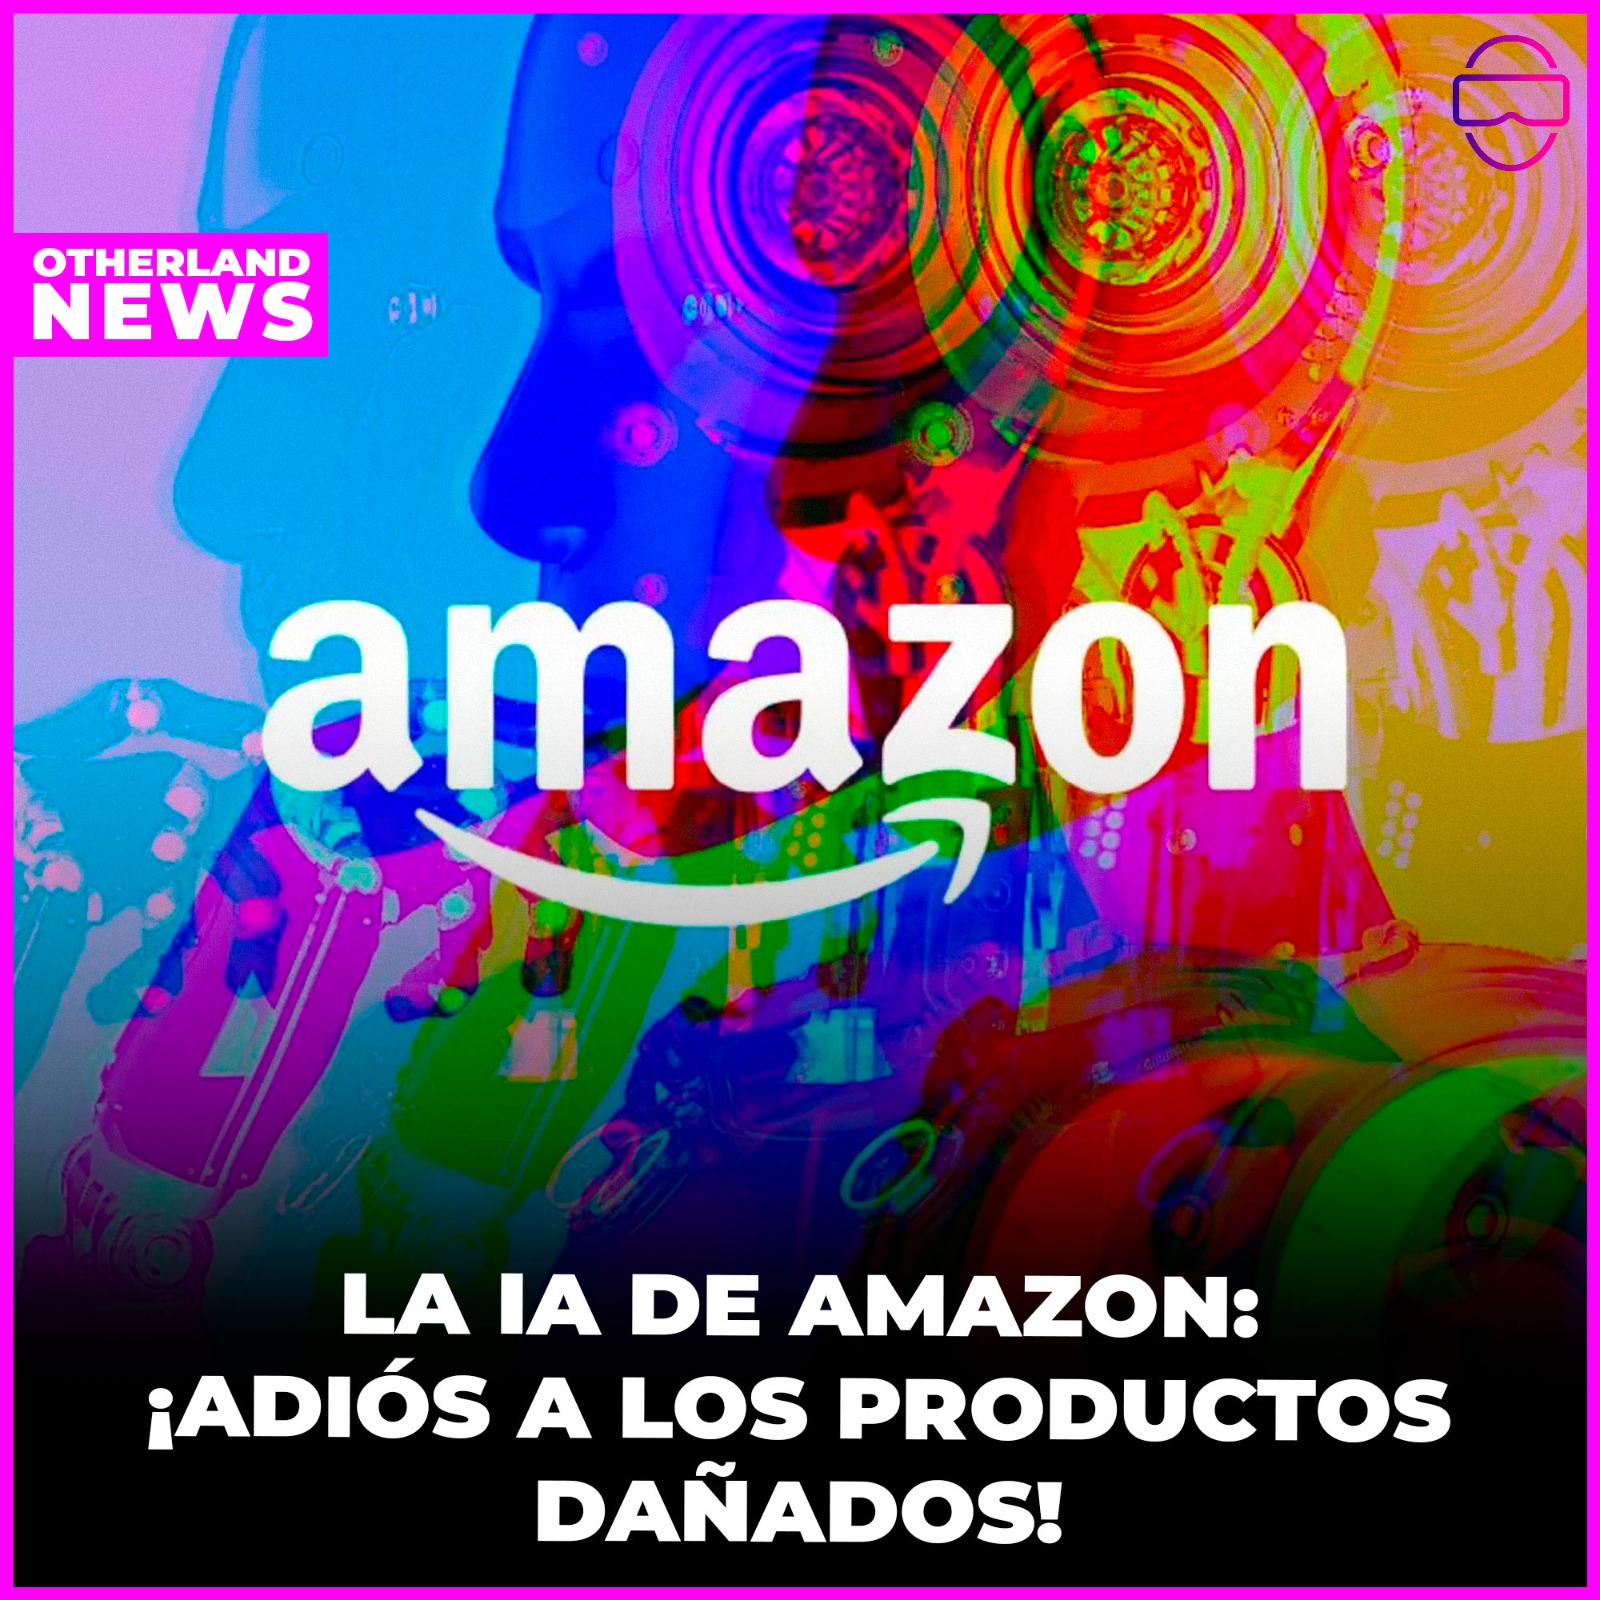 OTHERLAND
NEWS
amazon
LA IA DE AMAZON:
¡ADIÓS A LOS PRODUCTOS
DAÑADOS!